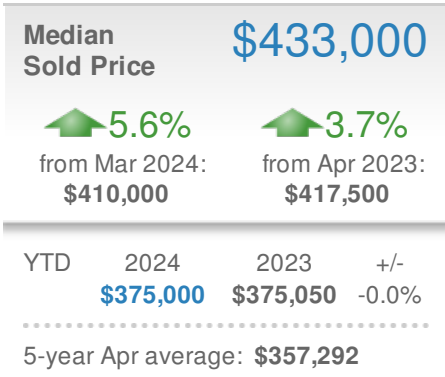 Median
Sold Price
$433,000
5.6%
from Mar 2024:
$410,000
3.7%
from Apr 2023:
$417,500
YTD 2024 2023 +/-
$375,000 $375,050 -0.0%
5-year Apr average: $357,292